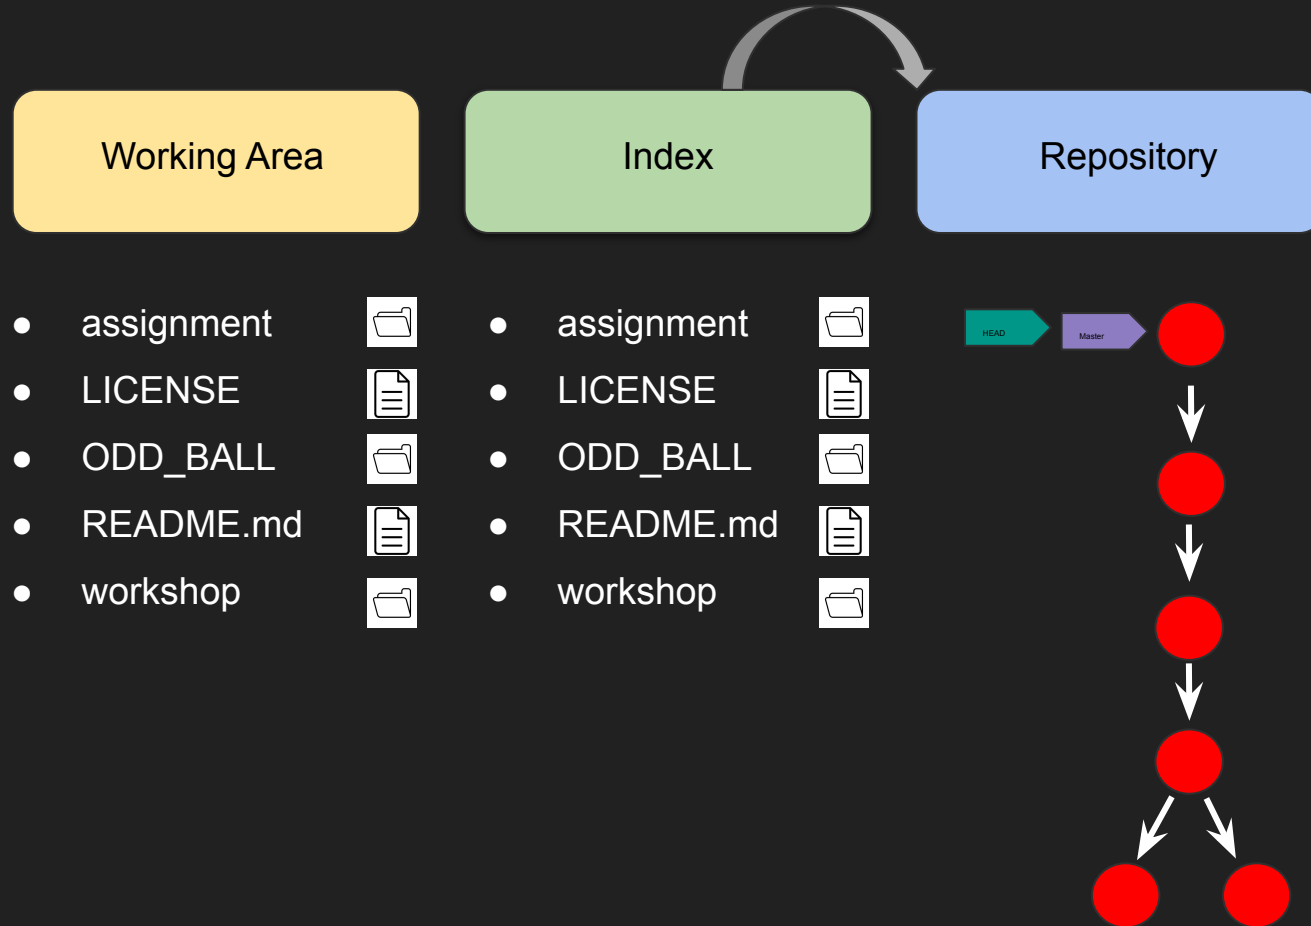 Working Area
Index
Repository
assignment
LICENSE
ODD_BALL
README.md
workshop
assignment
LICENSE
ODD_BALL
README.md
workshop
HEAD
Master